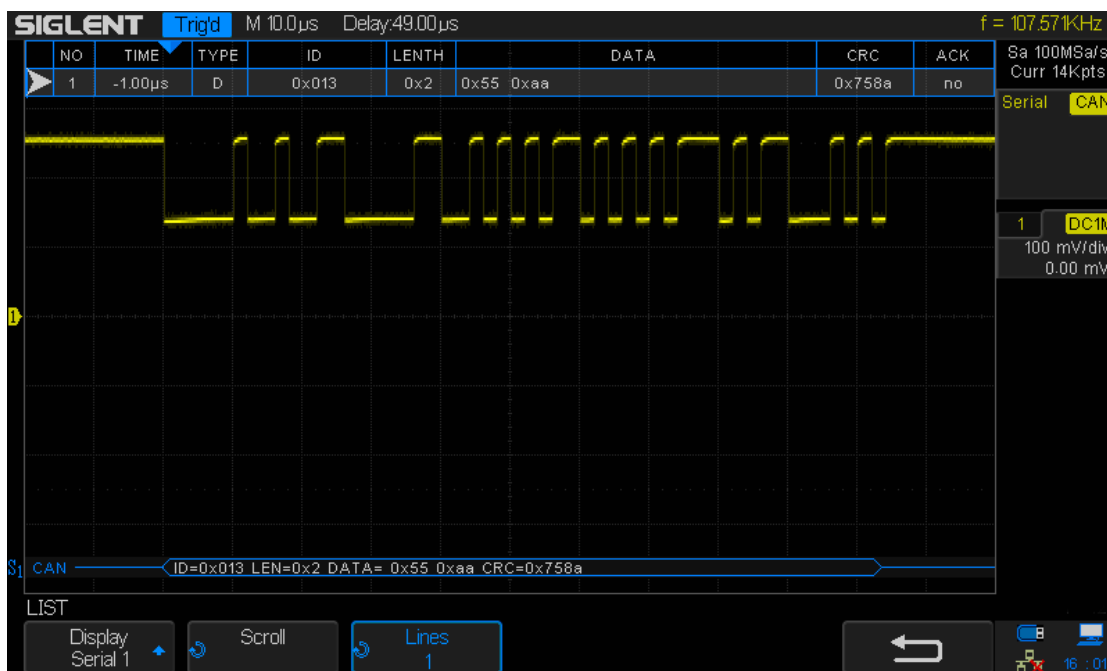 SIGLENT Trig'd M 10.0µs Delay:49.00µs f = 107.571KHz
Sa 100MSa/s
Curr 14Kpts
NO TIME TYPE ID LENTH DATA CRC ACK
1 -1.00µs D 0x013 0x2 0x55 0xaa 0x758a no
Serial CAN
1 DC1M
100 mV/div
0.00 mV
1
S1 CAN ID=0x013 LEN=0x2 DATA= 0x55 0xaa CRC=0x758a
LIST
Display
Serial 1
Scroll
Lines
1
16 : 01